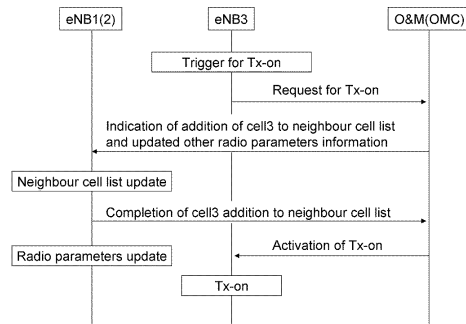 eNB1(2)
eNB3
O&M(OMC)
Trigger for Tx-on
Request for Tx-on
Indication of addition of cell3 to neighbour cell list
and updated other radio parameters information
Neighbour cell list update
Completion of cell3 addition to neighbour cell list
Radio parameters update
Activation of Tx-on
Tx-on